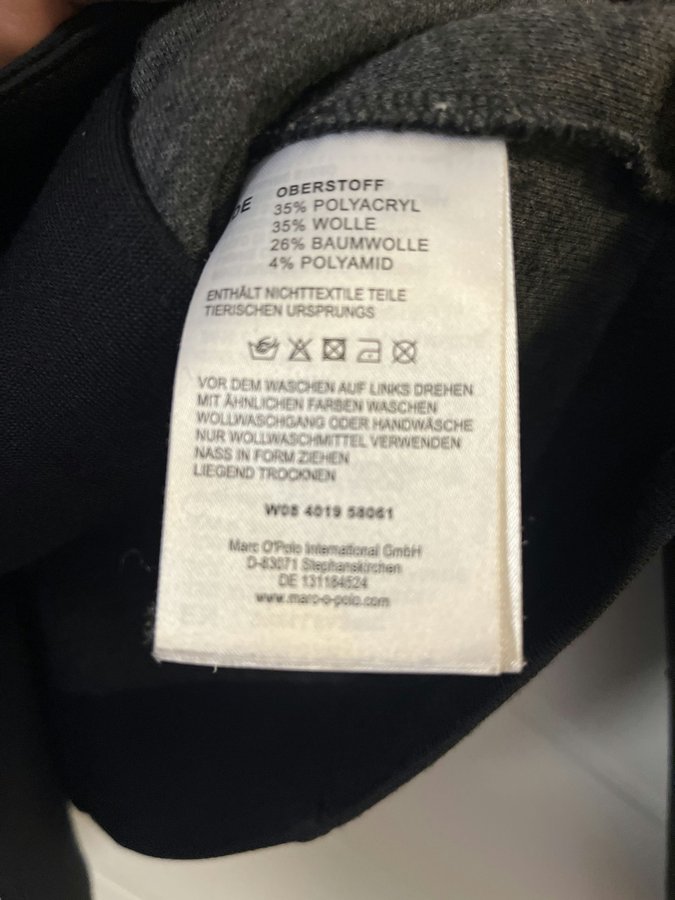 DE
OBERSTOFF
35% POLYACRYL
35% WOLLE
26% BAUMWOLLE
4% POLYAMID
ENTHÄLT NICHTTEXTILE TEILE
TIERISCHEN URSPRUNGS
VOR DEM WASCHEN AUF LINKS DREHEN
MIT ÄHNLICHEN FARBEN WASCHEN
WOLLWASCHGANG ODER HANDWÄSCHE
NUR WOLLWASCHMITTEL VERWENDEN
NASS IN FORM ZIEHEN
LIEGEND TROCKNEN
W08 4019 58061
Marc O'Polo International GmbH
D-83071 Stephanskirchen
DE 131184524
www.marc-o-polo.com